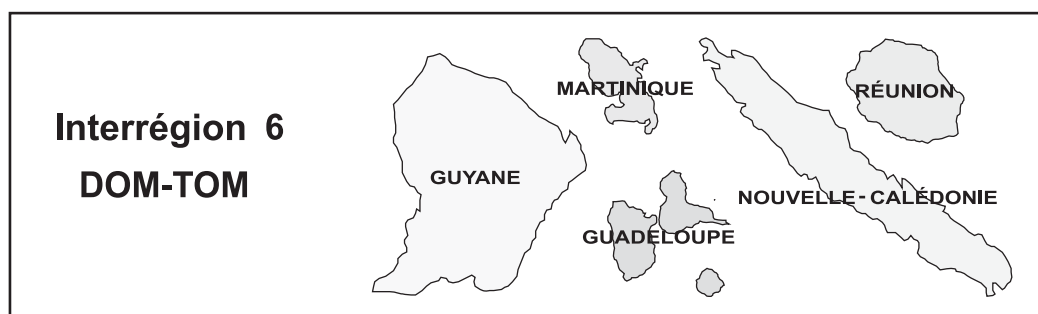 Interrégion 6
DOM-TOM
GUYANE
MARTINIQUE
GUADELOUPE
NOUVELLE-CALÉDONIE
RÉUNION